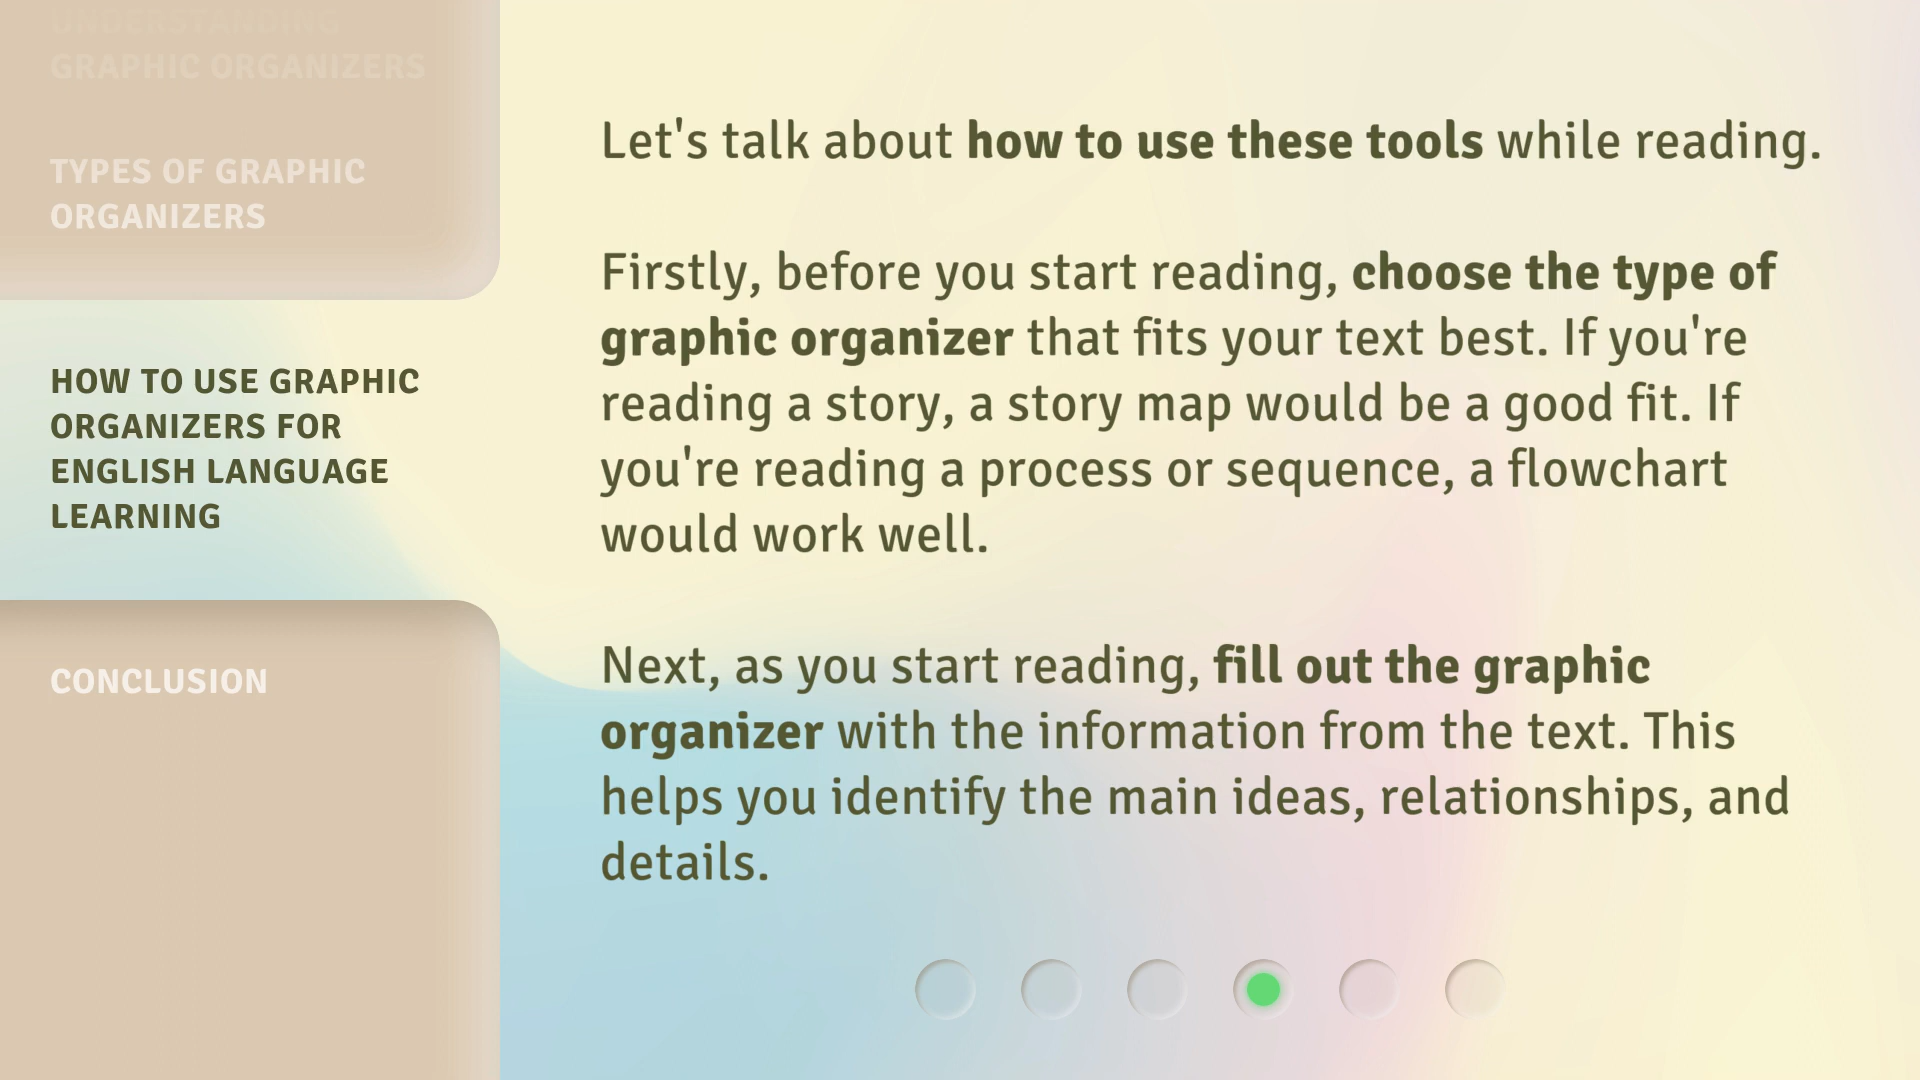 UNDERSTANDING
GRAPHIC ORGANIZERS
TYPES OF GRAPHIC
ORGANIZERS
HOW TO USE GRAPHIC
ORGANIZERS FOR
ENGLISH LANGUAGE
LEARNING
CONCLUSION
Let's talk about how to use these tools while reading.
Firstly, before you start reading, choose the type of
graphic organizer that fits your text best. If you're
reading a story, a story map would be a good fit. If
you're reading a process or sequence, a flowchart
would work well.
Next, as you start reading, fill out the graphic
organizer with the information from the text. This
helps you identify the main ideas, relationships, and
details.